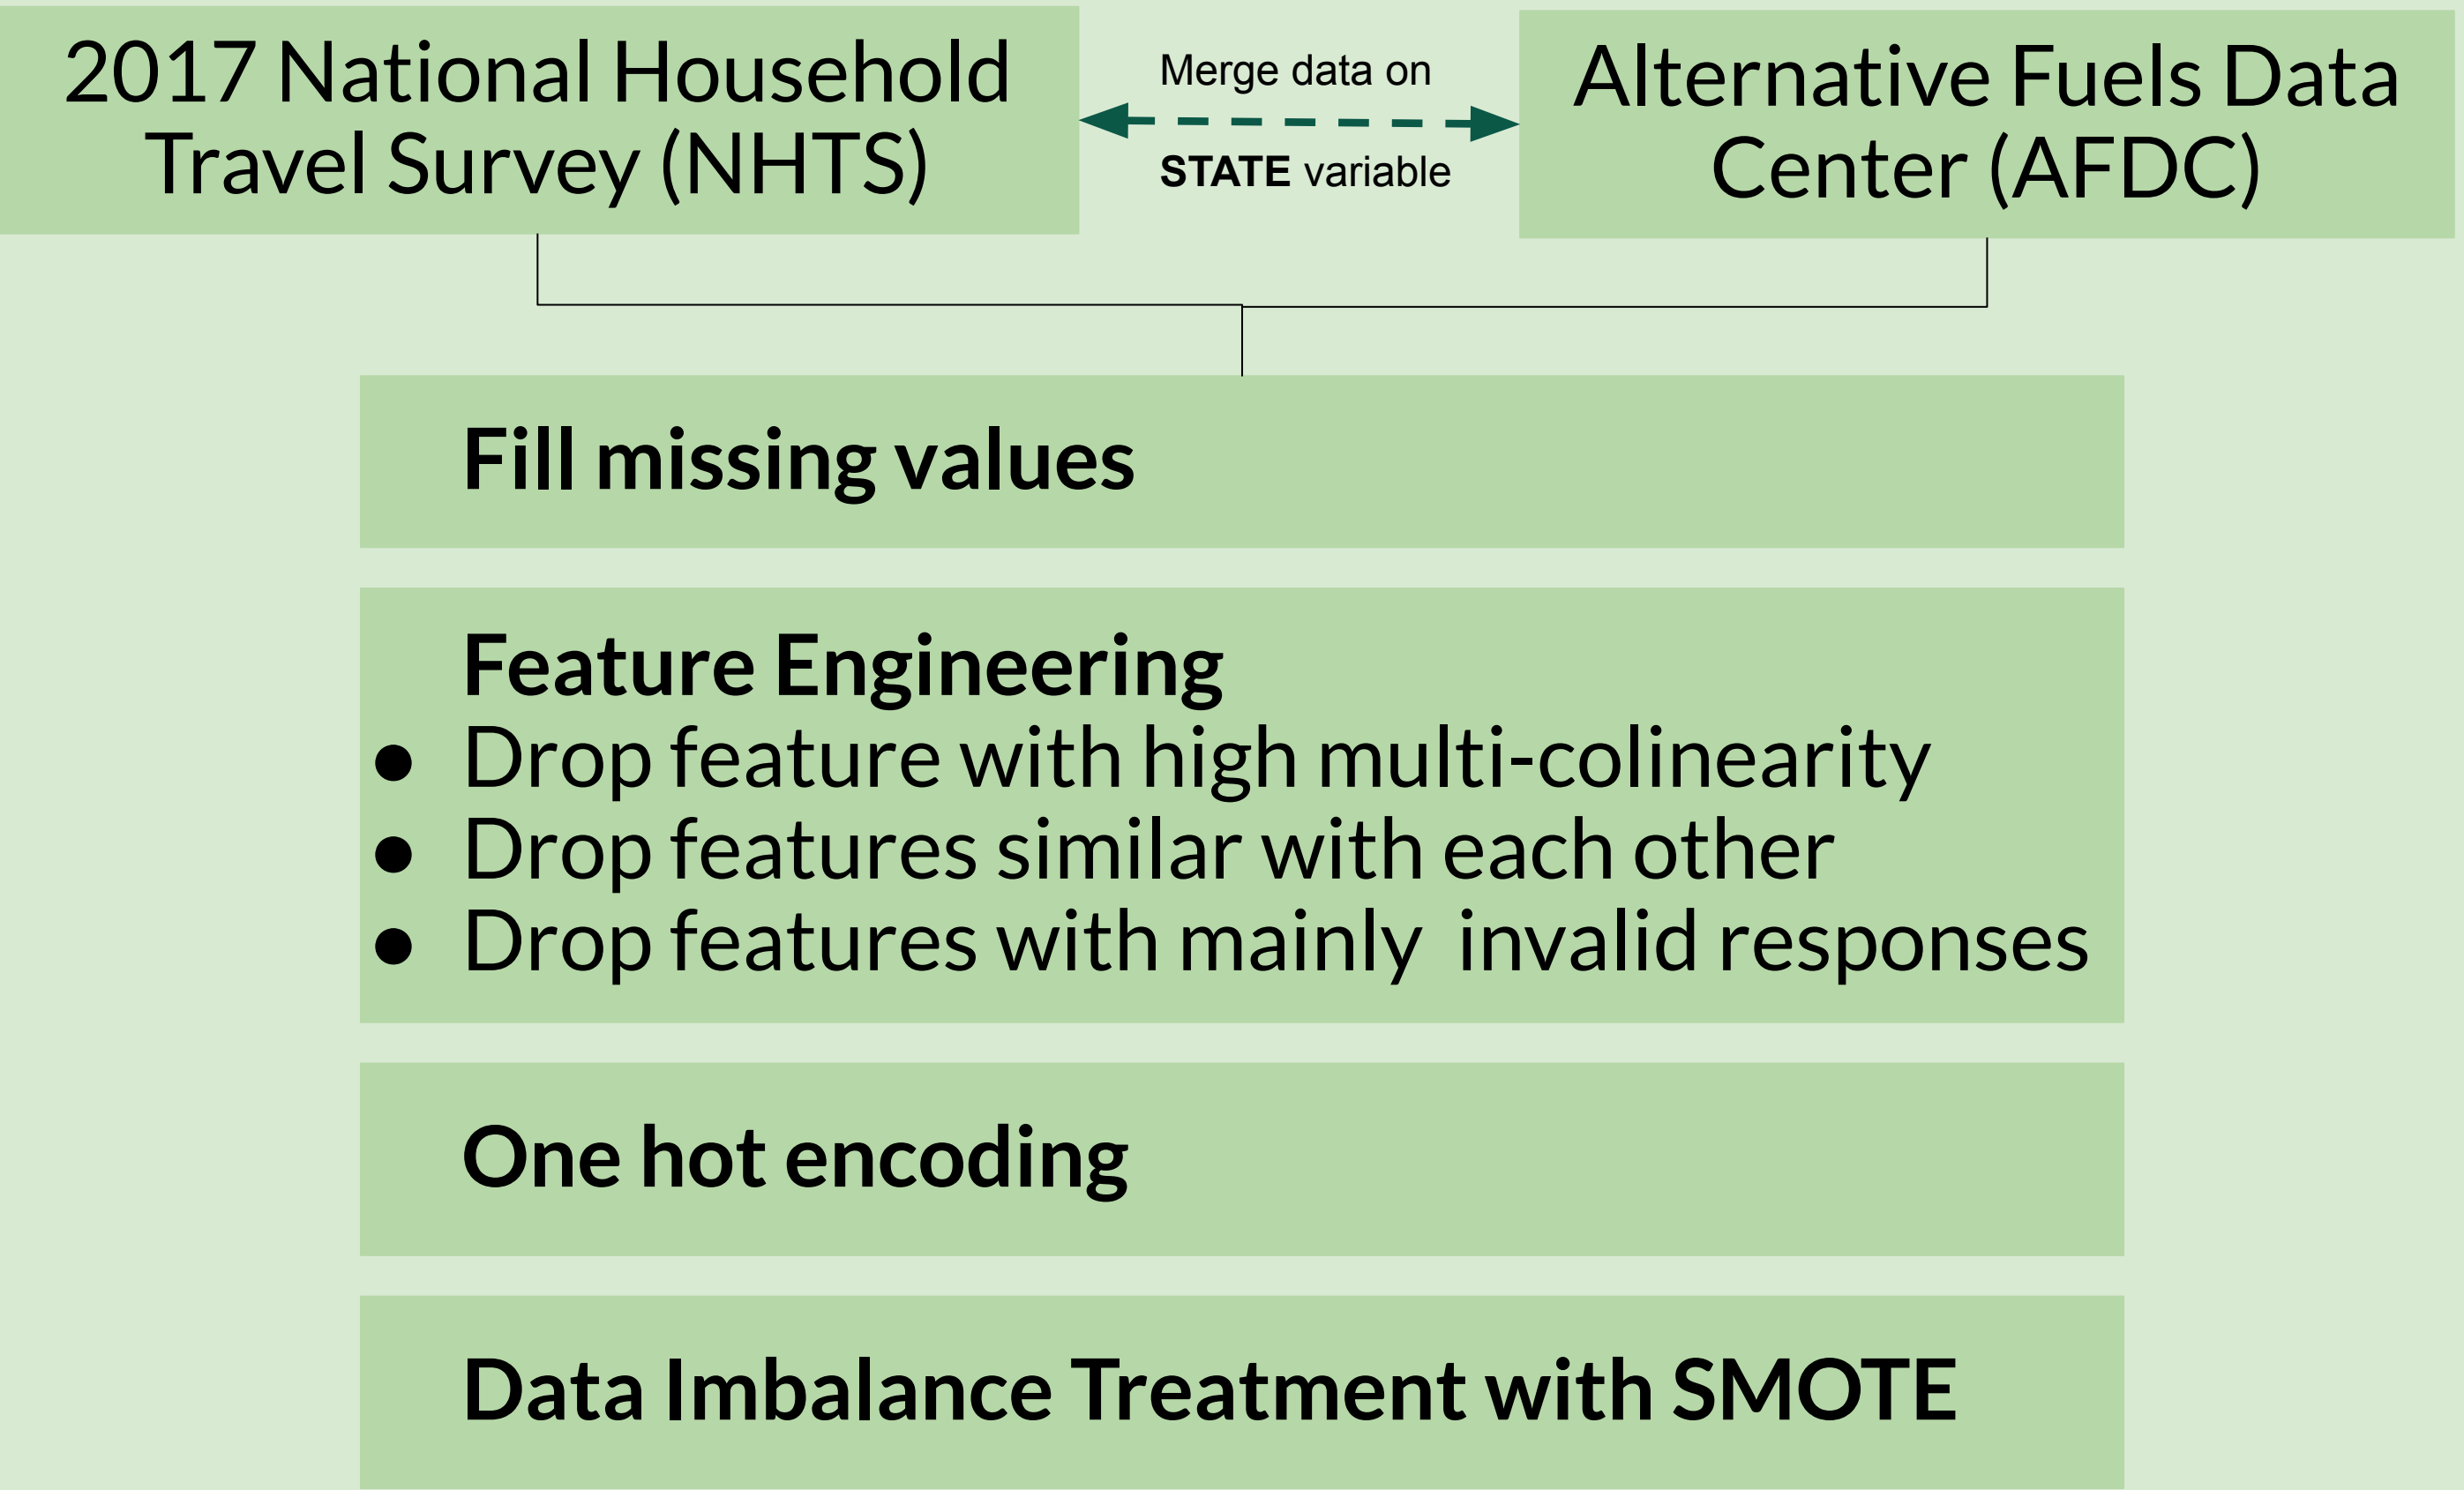 2017 National Household
Travel Survey (NHTS)
Merge data on
STATE variable
Alternative Fuels Data
Center (AFDC)
Fill missing values
Feature Engineering
● Drop feature with high multi-colinearity
● Drop features similar with each other
● Drop features with mainly  invalid responses
One hot encoding
Data Imbalance Treatment with SMOTE